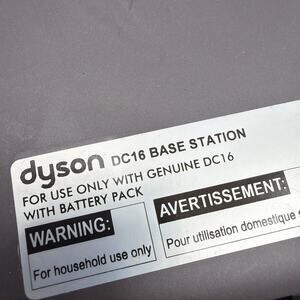 dyson DC16 BASE STATION
FOR USE ONLY WITH GENUINE DC16
WITH BATTERY PACK
WARNING:
For household use only
AVERTISSEMENT:
Pour utilisation domestique